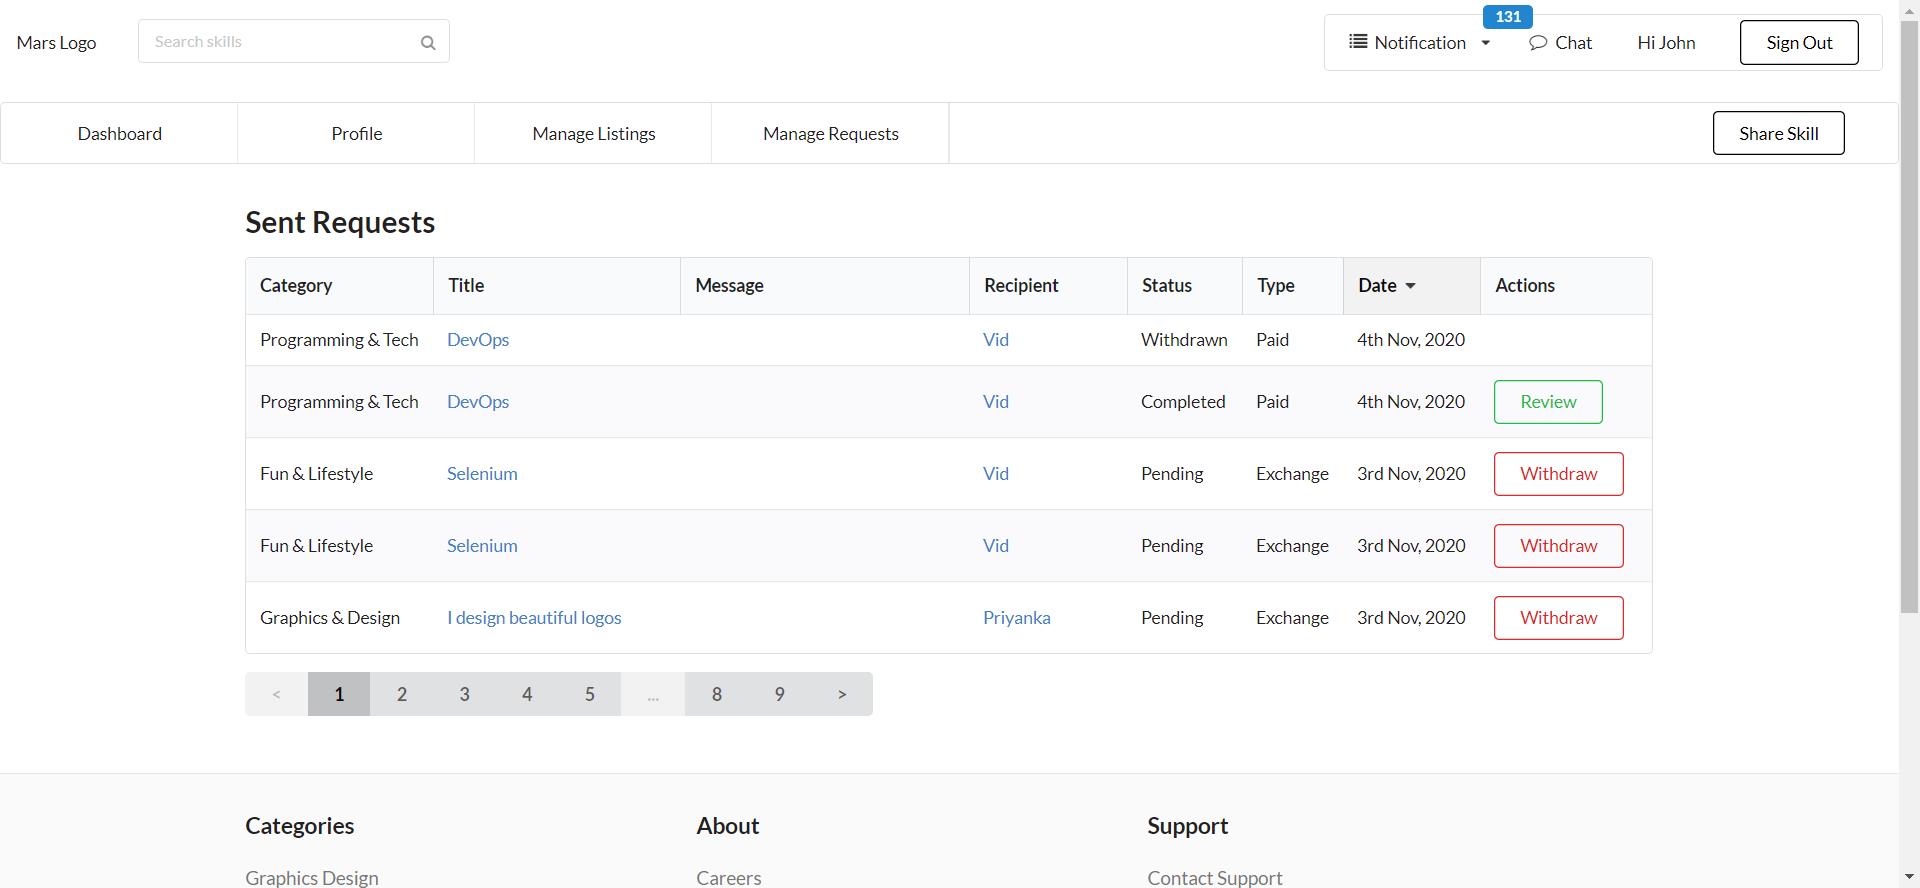 Mars Logo Search skills Notification 131 Chat Hi John Sign Out
Dashboard Profile Manage Listings Manage Requests Share Skill
Sent Requests
Category Title Message Recipient Status Type Date Actions
Programming & Tech DevOps Vid Withdrawn Paid 4th Nov, 2020
Programming & Tech DevOps Vid Completed Paid 4th Nov, 2020 Review
Fun & Lifestyle Selenium Vid Pending Exchange 3rd Nov, 2020 Withdraw
Fun & Lifestyle Selenium Vid Pending Exchange 3rd Nov, 2020 Withdraw
Graphics & Design I design beautiful logos Priyanka Pending Exchange 3rd Nov, 2020 Withdraw
< 1 2 3 4 5 ... 8 9 >
Categories About Support
Graphics Design Careers Contact Support